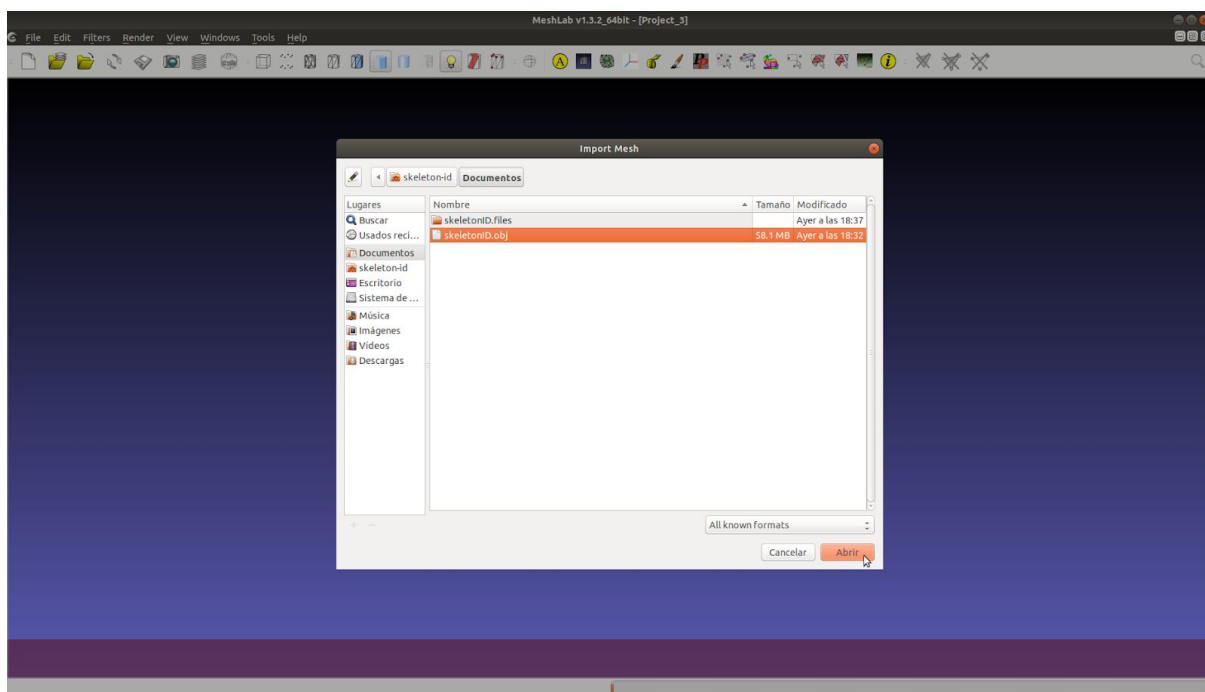 MeshLab v1.3.2_64bit - [Project_3]
File Edit Filters Render View Windows Tools Help
Import Mesh
skeleton-id Documentos
Lugares Nombre Tamaño Modificado
Buscar skeletonID.files Ayer a las 18:37
Usados reci... skeletonID.obj 58.1 MB Ayer a las 18:32
Documentos
skeleton-id
Escritorio
Sistema de ...
Música
Imágenes
Vídeos
Descargas
All known formats
Cancelar Abrir